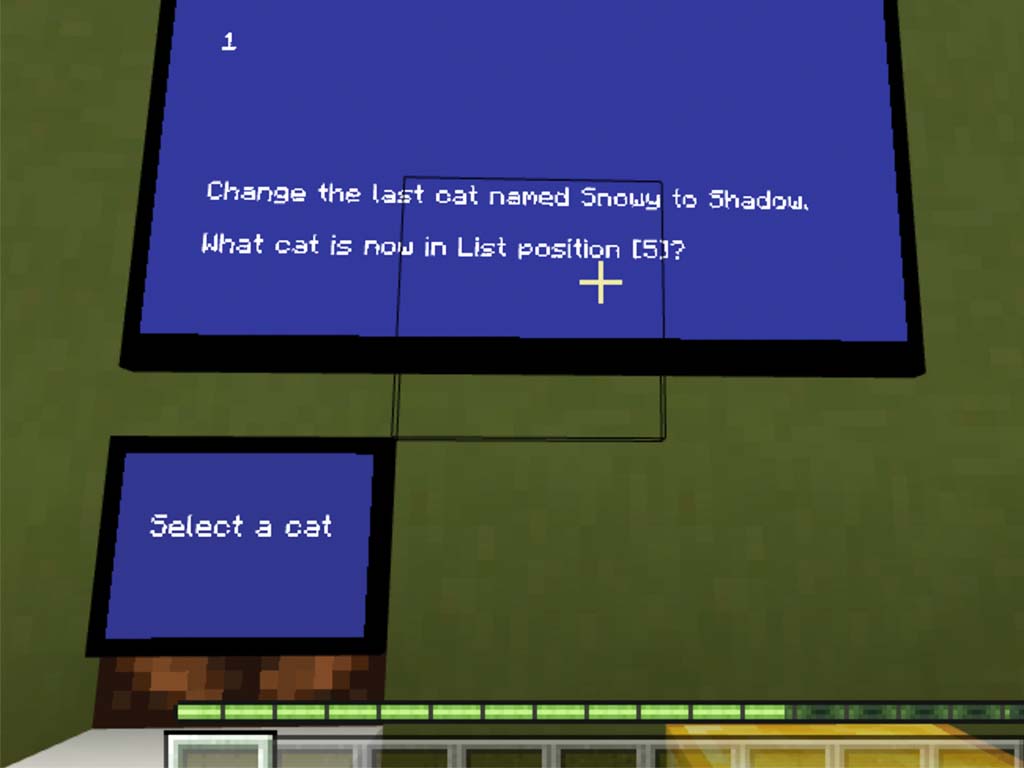 1
Change the last cat named Snowy to Shadow.
What cat is now in List position [5]?
Select a cat